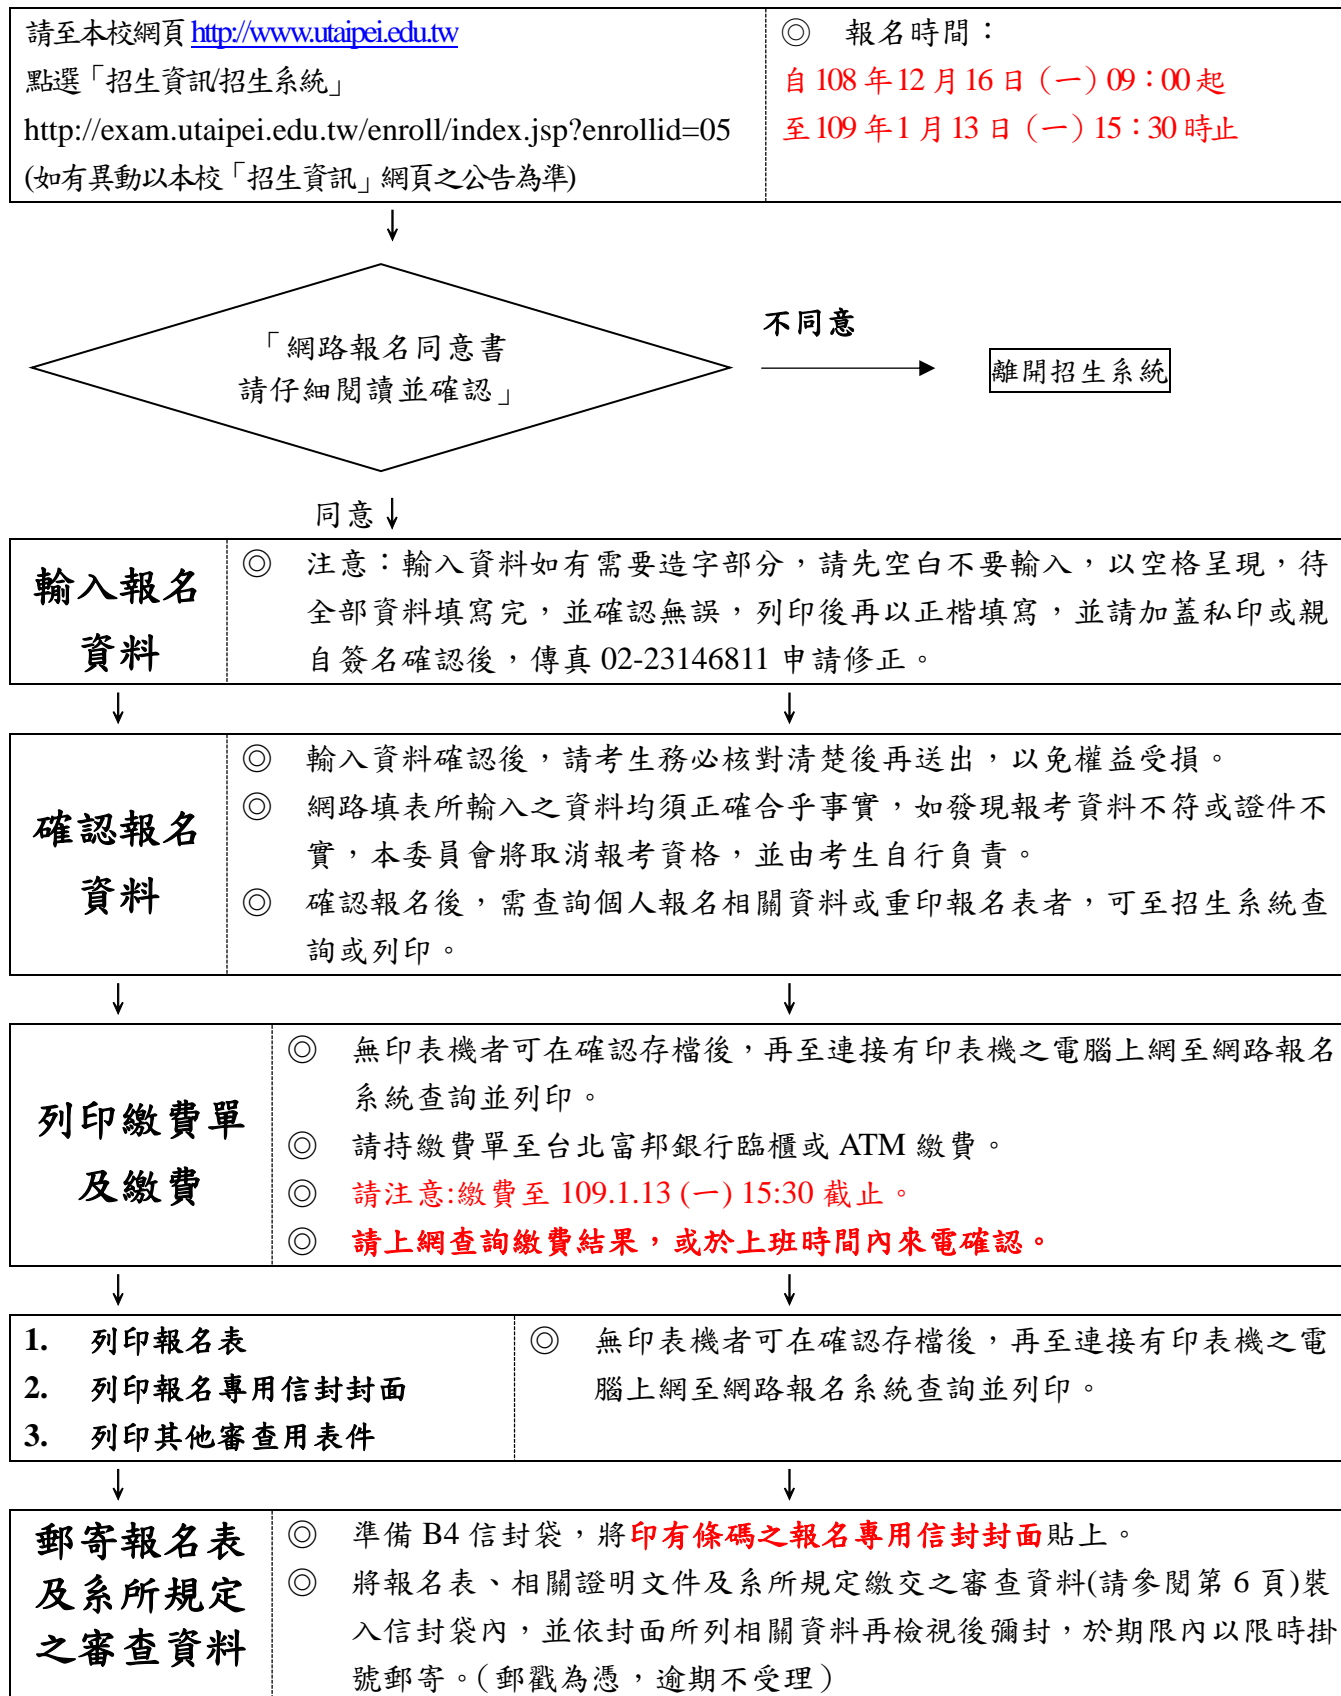 請至本校網頁 http://www.utaipei.edu.tw
點選「招生資訊/招生系統」
http://exam.utaipei.edu.tw/enroll/index.jsp?enrollid=05
(如有異動以本校「招生資訊」網頁之公告為準)
◎ 報名時間：
自 108 年 12 月 16 日（一）09：00 起
至 109 年 1 月 13 日（一）15：30 時止
「網路報名同意書
請仔細閱讀並確認」
不同意
離開招生系統
同意
輸入報名
資料
◎ 注意：輸入資料如有需要造字部分，請先空白不要輸入，以空格呈現，待
全部資料填寫完，並確認無誤，列印後再以正楷填寫，並請加蓋私印或親
自簽名確認後，傳真 02-23146811 申請修正。
確認報名
資料
◎ 輸入資料確認後，請考生務必核對清楚後再送出，以免權益受損。
◎ 網路填表所輸入之資料均須正確合乎事實，如發現報考資料不符或證件不
實，本委員會將取消報考資格，並由考生自行負責。
◎ 確認報名後，需查詢個人報名相關資料或重印報名表者，可至招生系統查
詢或列印。
列印繳費單
及繳費
◎ 無印表機者可在確認存檔後，再至連接有印表機之電腦上網至網路報名
系統查詢並列印。
◎ 請持繳費單至台北富邦銀行臨櫃或 ATM 繳費。
◎ 請注意:繳費至 109.1.13 (一) 15:30 截止。
◎ 請上網查詢繳費結果，或於上班時間內來電確認。
1. 列印報名表
2. 列印報名專用信封封面
3. 列印其他審查用表件
◎ 無印表機者可在確認存檔後，再至連接有印表機之電
腦上網至網路報名系統查詢並列印。
郵寄報名表
及系所規定
之審查資料
◎ 準備 B4 信封袋，將印有條碼之報名專用信封封面貼上。
◎ 將報名表、相關證明文件及系所規定繳交之審查資料(請參閱第 6 頁)裝
入信封袋內，並依封面所列相關資料再檢視後彌封，於期限內以限時掛
號郵寄。（郵戳為憑，逾期不受理）